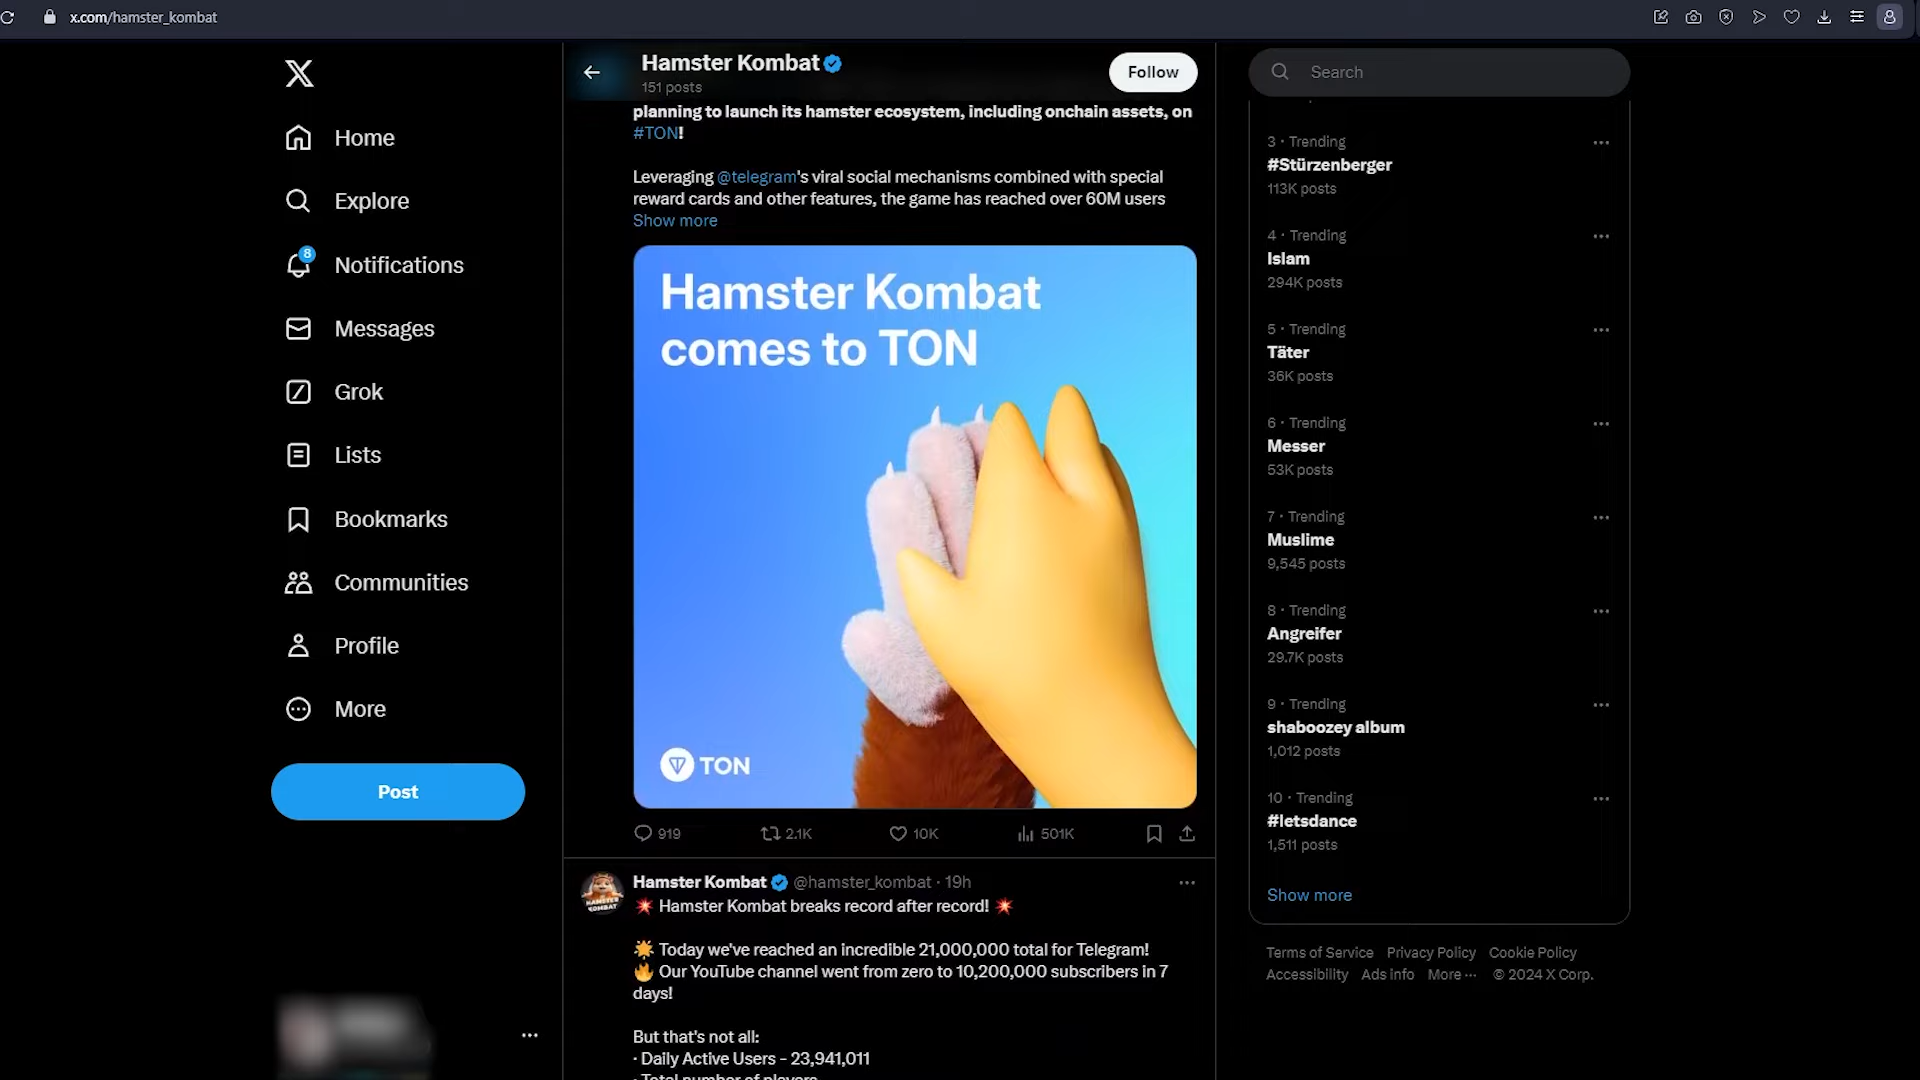 x.com/hamster_kombat
Home
Explore
8
Notifications
Messages
Grok
Lists
Bookmarks
Communities
Profile
More
Post
Hamster Kombat
151 posts
Follow
planning to launch its hamster ecosystem, including onchain assets, on
#TON!
Leveraging @telegram's viral social mechanisms combined with special
reward cards and other features, the game has reached over 60M users
Show more
Hamster Kombat
comes to TON
TON
919
2.1K
10K
501K
Hamster Kombat @hamster_kombat · 19h
💥 Hamster Kombat breaks record after record! 💥
🌟 Today we've reached an incredible 21,000,000 total for Telegram!
🔥 Our YouTube channel went from zero to 10,200,000 subscribers in 7
days!
But that's not all:
· Daily Active Users - 23,941,011
· Total number of players
Search
3 · Trending
#Stürzenberger
113K posts
4 · Trending
Islam
294K posts
5 · Trending
Täter
36K posts
6 · Trending
Messer
53K posts
7 · Trending
Muslime
9,545 posts
8 · Trending
Angreifer
29.7K posts
9 · Trending
shaboozey album
1,012 posts
10 · Trending
#letsdance
1,511 posts
Show more
Terms of Service Privacy Policy Cookie Policy
Accessibility Ads info More ··· © 2024 X Corp.